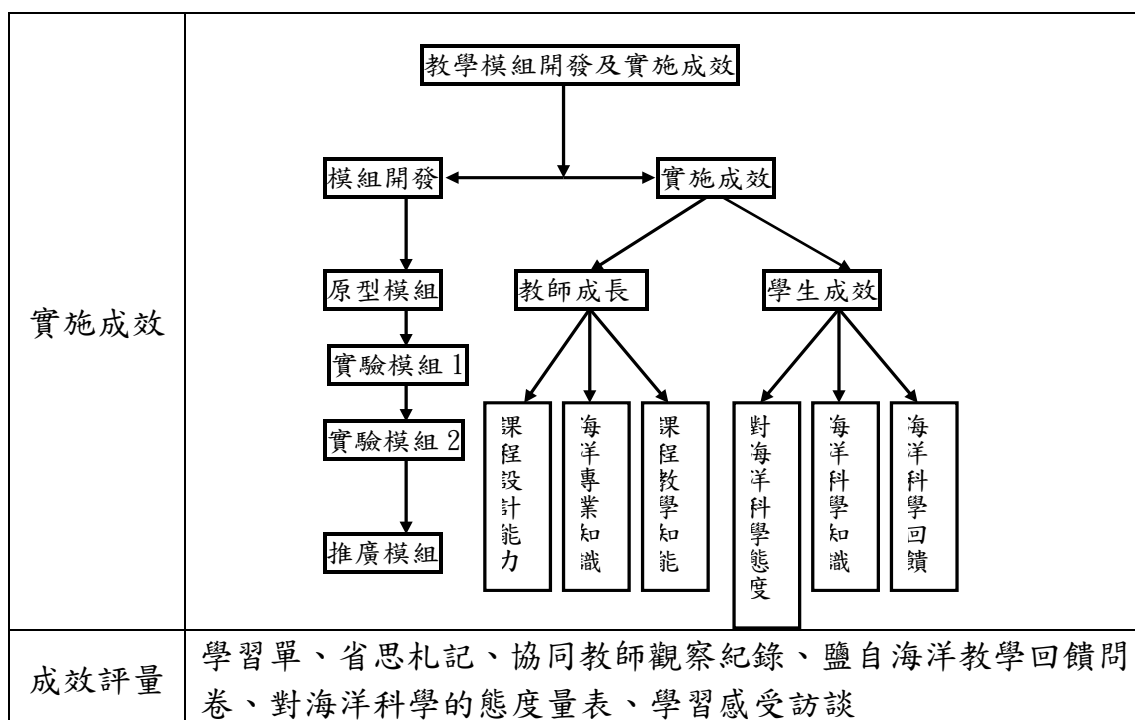 實施成效
教學模組開發及實施成效
模組開發
實施成效
原型模組
教師成長
學生成效
實驗模組1
實驗模組2
推廣模組
課程設計能力
海洋專業知識
課程教學知能
對海洋科學態度
海洋科學知識
海洋科學回饋
成效評量
學習單、省思札記、協同教師觀察紀錄、鹽自海洋教學回饋問
卷、對海洋科學的態度量表、學習感受訪談